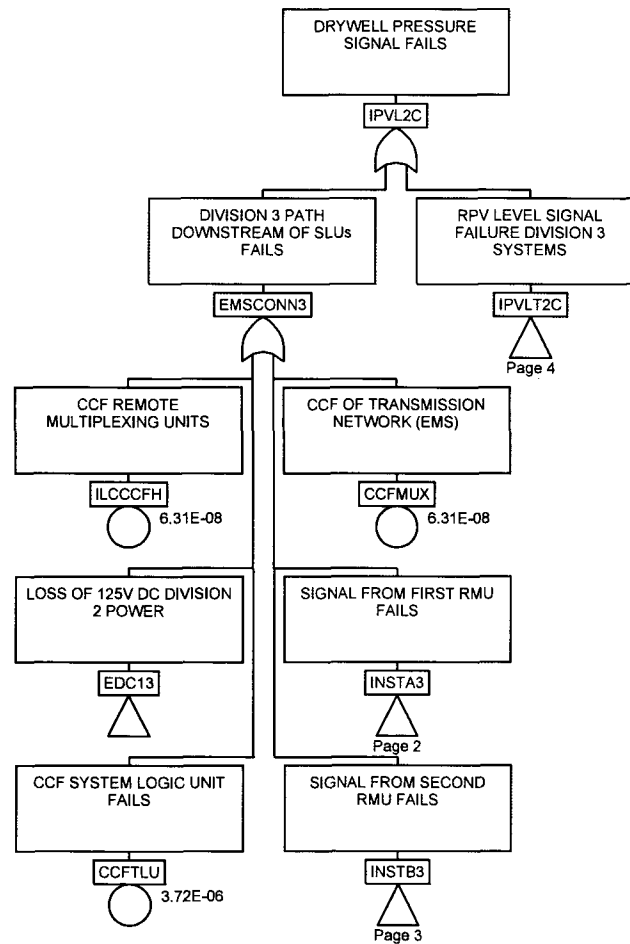 DRYWELL PRESSURE
SIGNAL FAILS
IPVL2C
DIVISION 3 PATH
DOWNSTREAM OF SLUs
FAILS
EMSCONN3
RPV LEVEL SIGNAL
FAILURE DIVISION 3
SYSTEMS
IPVLT2C
Page 4
CCF REMOTE
MULTIPLEXING UNITS
ILCCCFH
6.31E-08
CCF OF TRANSMISSION
NETWORK (EMS)
CCFMUX
6.31E-08
LOSS OF 125V DC DIVISION
2 POWER
EDC13
SIGNAL FROM FIRST RMU
FAILS
INSTA3
Page 2
CCF SYSTEM LOGIC UNIT
FAILS
CCFTLU
3.72E-06
SIGNAL FROM SECOND
RMU FAILS
INSTB3
Page 3